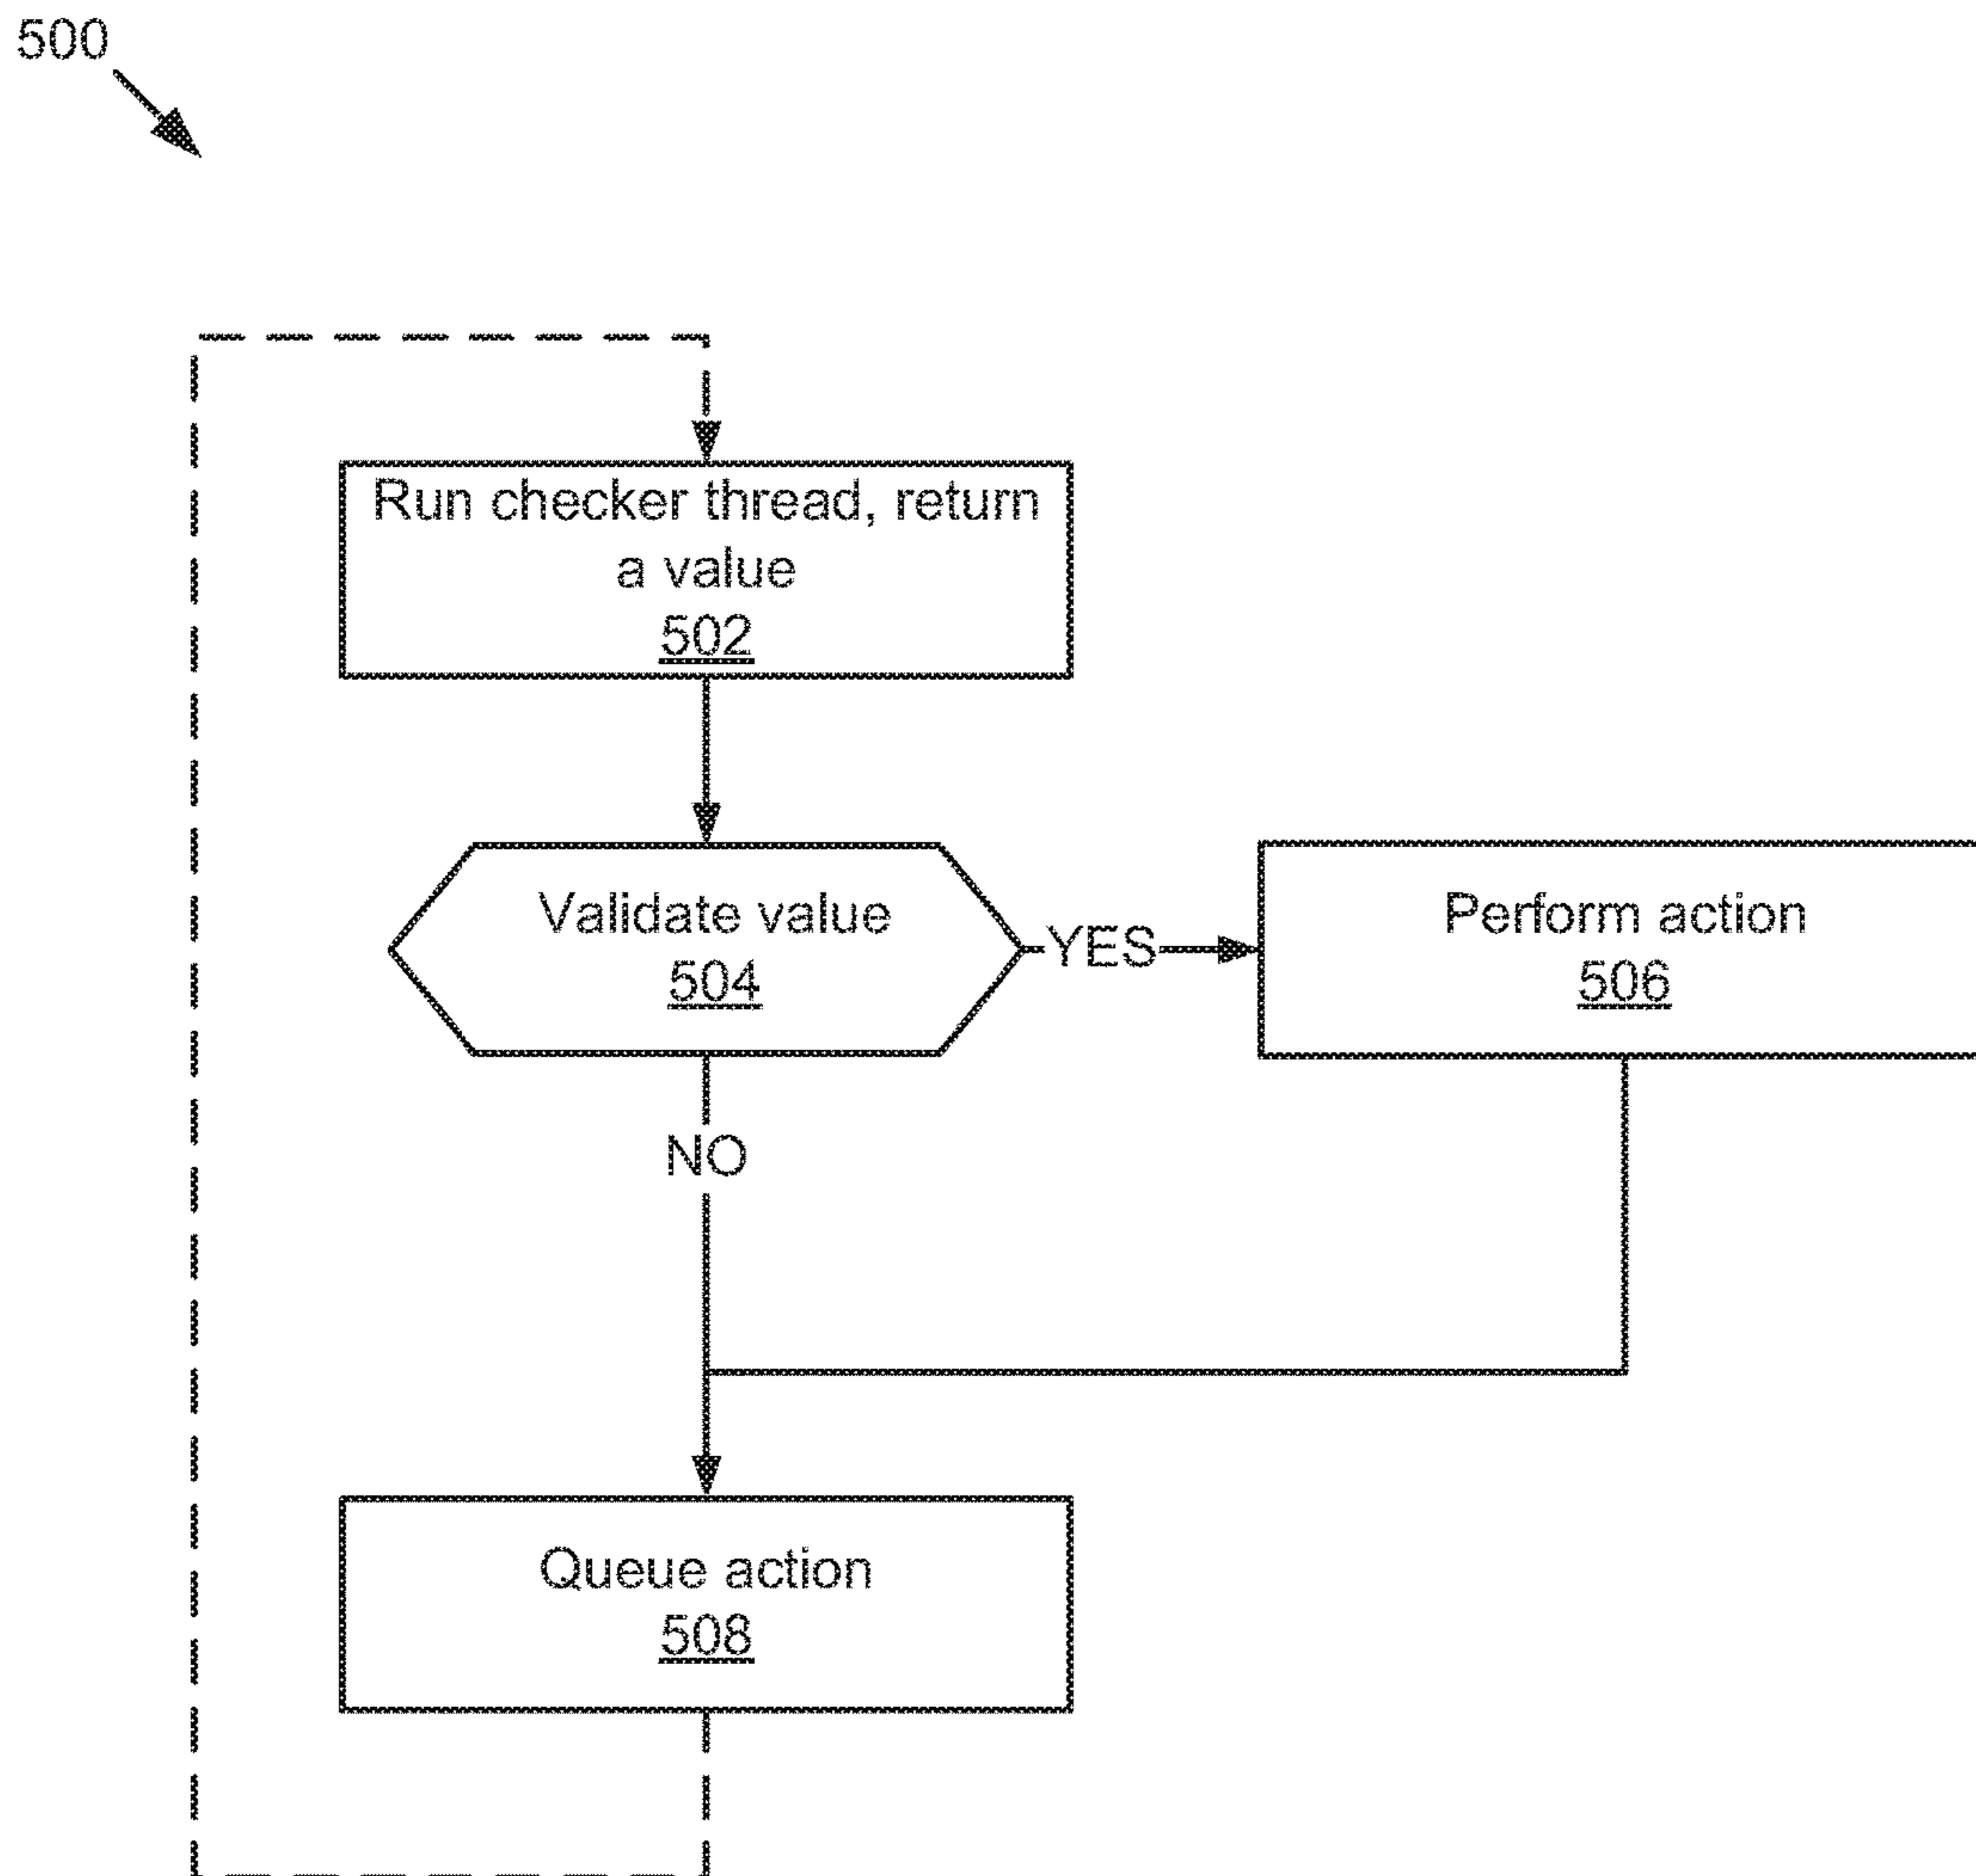 500
Run checker thread, return
a value
502
Validate value
504
YES
Perform action
506
NO
Queue action
508